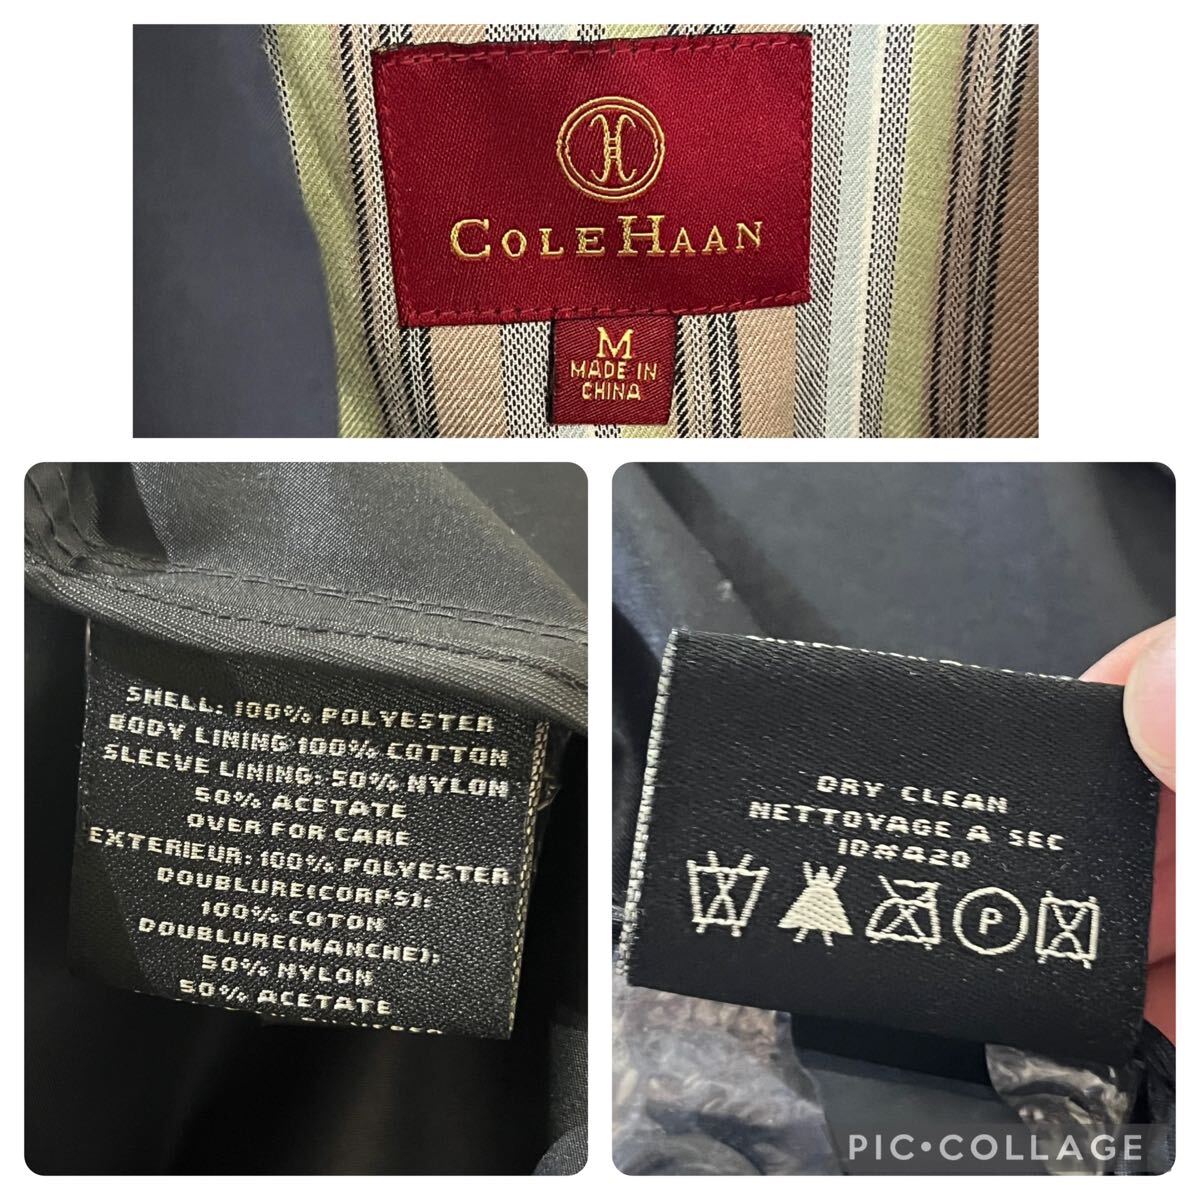 COLE HAAN
M
MADE IN
CHINA
SHELL: 100% POLYESTER
BODY LINING 100% COTTON
SLEEVE LINING: 50% NYLON
50% ACETATE
OVER FOR CARE
EXTERIEUR: 100% POLYESTER
DOUBLURE(CORPS):
100% COTON
DOUBLURE(MANCHE):
50% NYLON
50% ACETATE
DRY CLEAN
NETTOYAGE A SEC
ID#420
P
PIC•COLLAGE